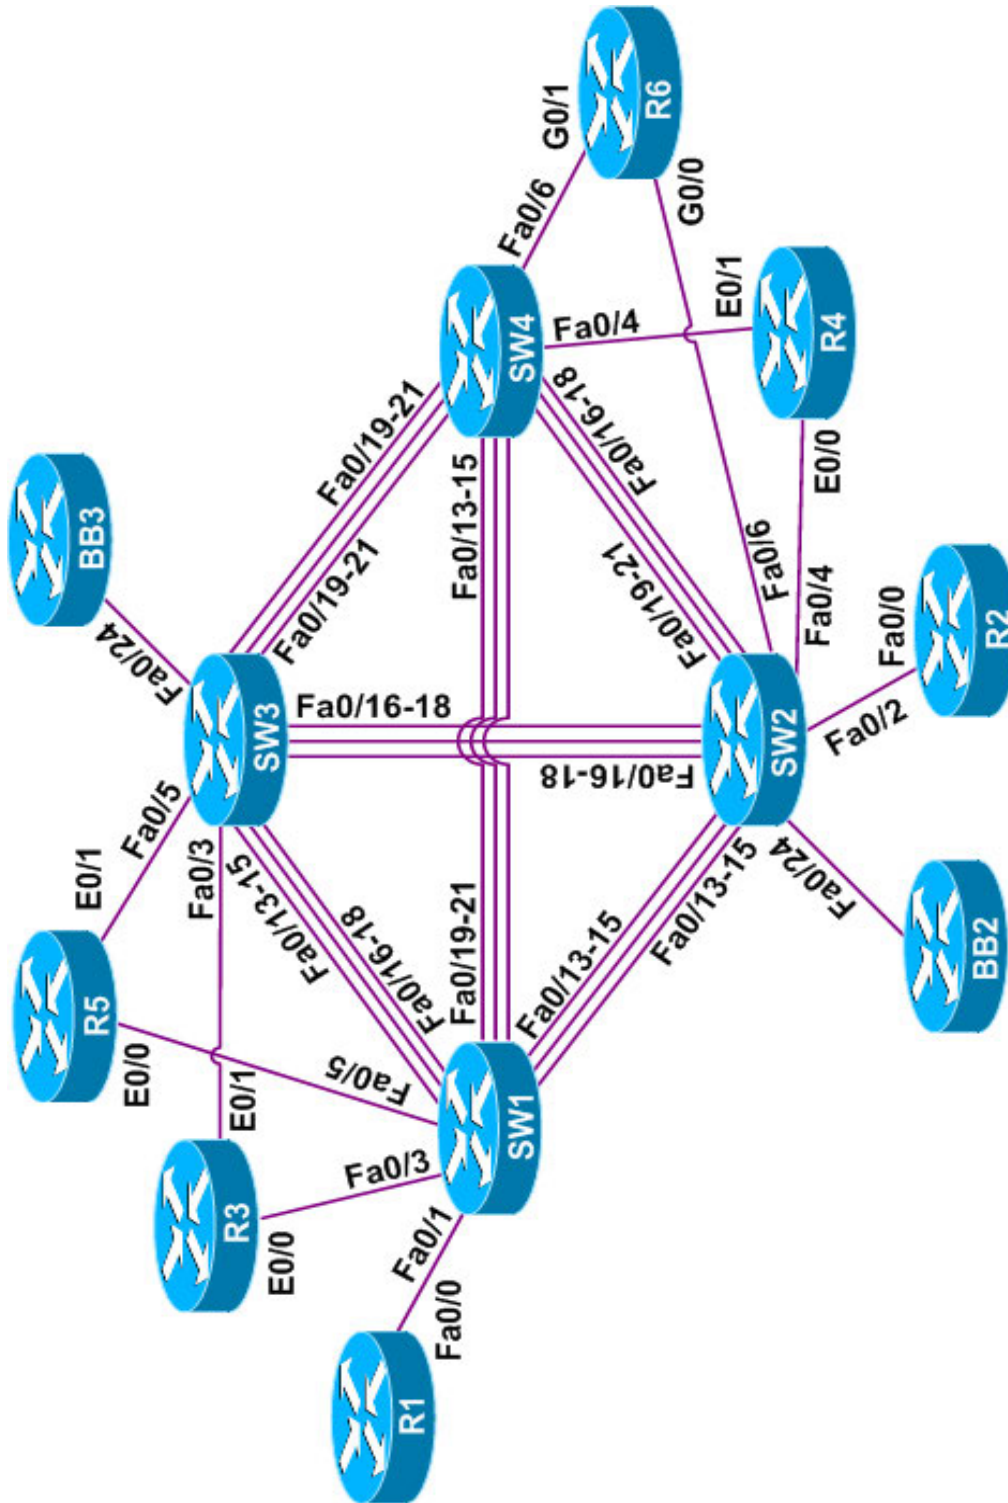 BB3
Fa0/24
R5
E0/1
Fa0/5
E0/0
SW3
Fa0/3
R3
E0/1
E0/0
Fa0/19-21
Fa0/19-21
Fa0/16-18
Fa0/13-15
Fa0/16-18
Fa0/5
Fa0/3
R1
Fa0/0
Fa0/1
SW1
Fa0/19-21
Fa0/13-15
SW4
Fa0/6
G0/1
R6
G0/0
Fa0/4
E0/1
R4
E0/0
Fa0/16-18
Fa0/19-21
Fa0/16-18
Fa0/13-15
Fa0/13-15
SW2
Fa0/6
Fa0/4
Fa0/2
Fa0/0
R2
Fa0/24
BB2